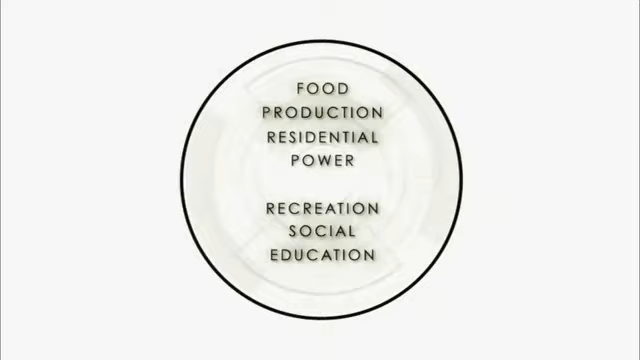 FOOD
PRODUCTION
RESIDENTIAL
POWER
RECREATION
SOCIAL
EDUCATION